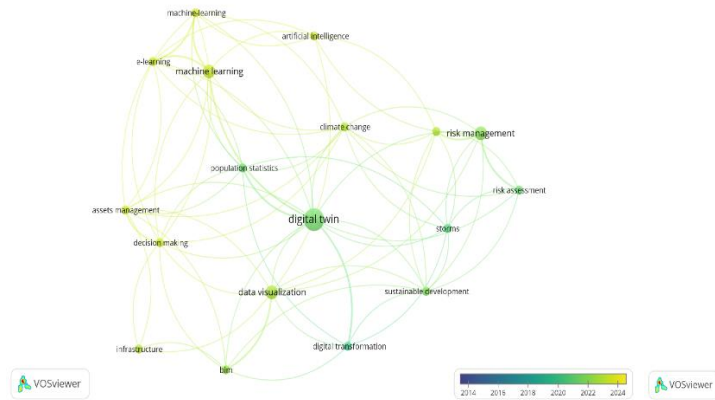 machine-learning
artificial intelligence
e-learning
machine learning
climate change
risk management
population statistics
risk assessment
assets management
digital twin
storms
decision making
data visualization
sustainable development
infrastructure
digital transformation
bim
VOSviewer
2014 2016 2018 2020 2022 2024
VOSviewer